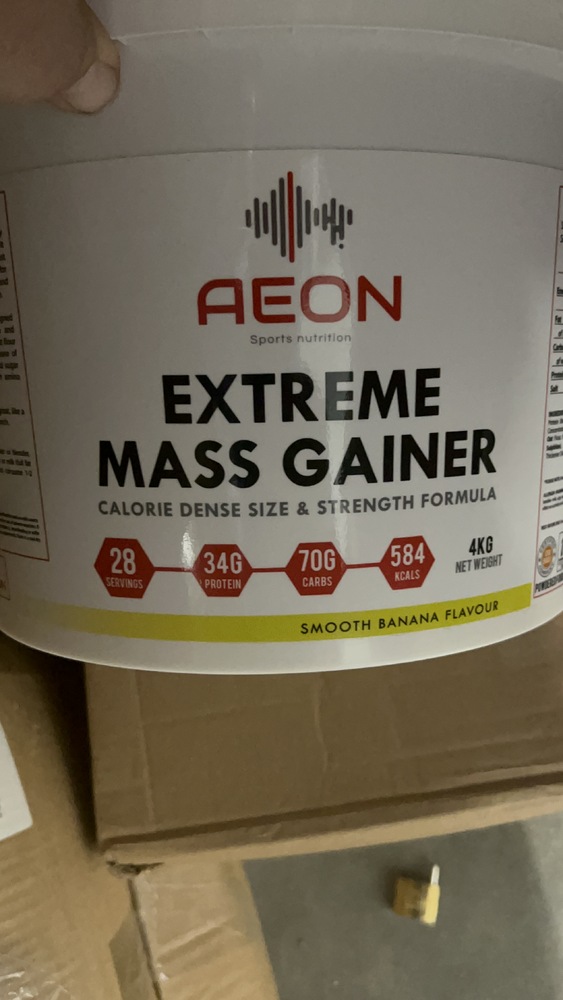 AEON
Sports nutrition
EXTREME
MASS GAINER
CALORIE DENSE SIZE & STRENGTH FORMULA
28
SERVINGS
34G
PROTEIN
70G
CARBS
584
KCALS
4KG
NET WEIGHT
SMOOTH BANANA FLAVOUR